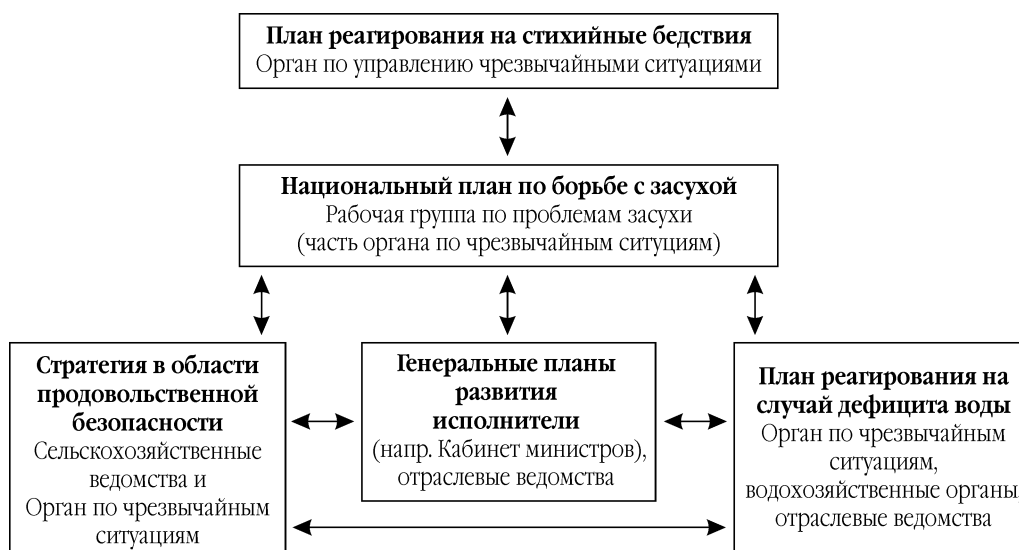 План реагирования на стихийные бедствия
Орган по управлению чрезвычайными ситуациями
Национальный план по борьбе с засухой
Рабочая группа по проблемам засухи
(часть органа по чрезвычайным ситуциям)
Стратегия в области
продовольственной
безопасности
Сельскохозяйственные
ведомства и
Орган по чрезвычайным
ситуациям
Генеральные планы
развития
исполнители
(напр. Кабинет министров),
отраслевые ведомства
План реагирования на
случай дефицита воды
Орган по чрезвычайным
ситуациям,
водохозяйственные органы,
отраслевые ведомства